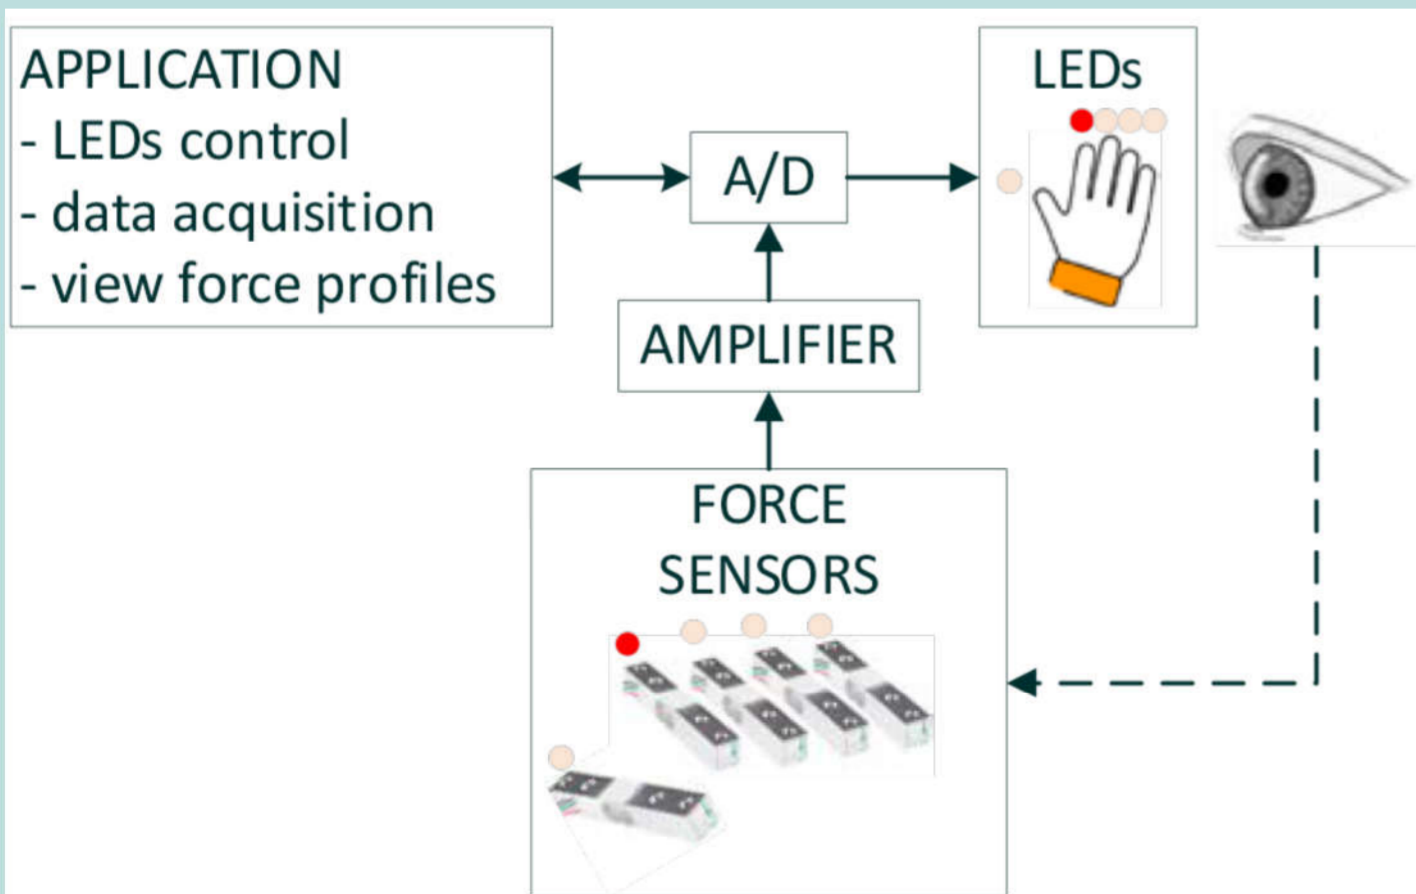 APPLICATION
- LEDs control
- data acquisition
- view force profiles
A/D
LEDs
AMPLIFIER
FORCE
SENSORS